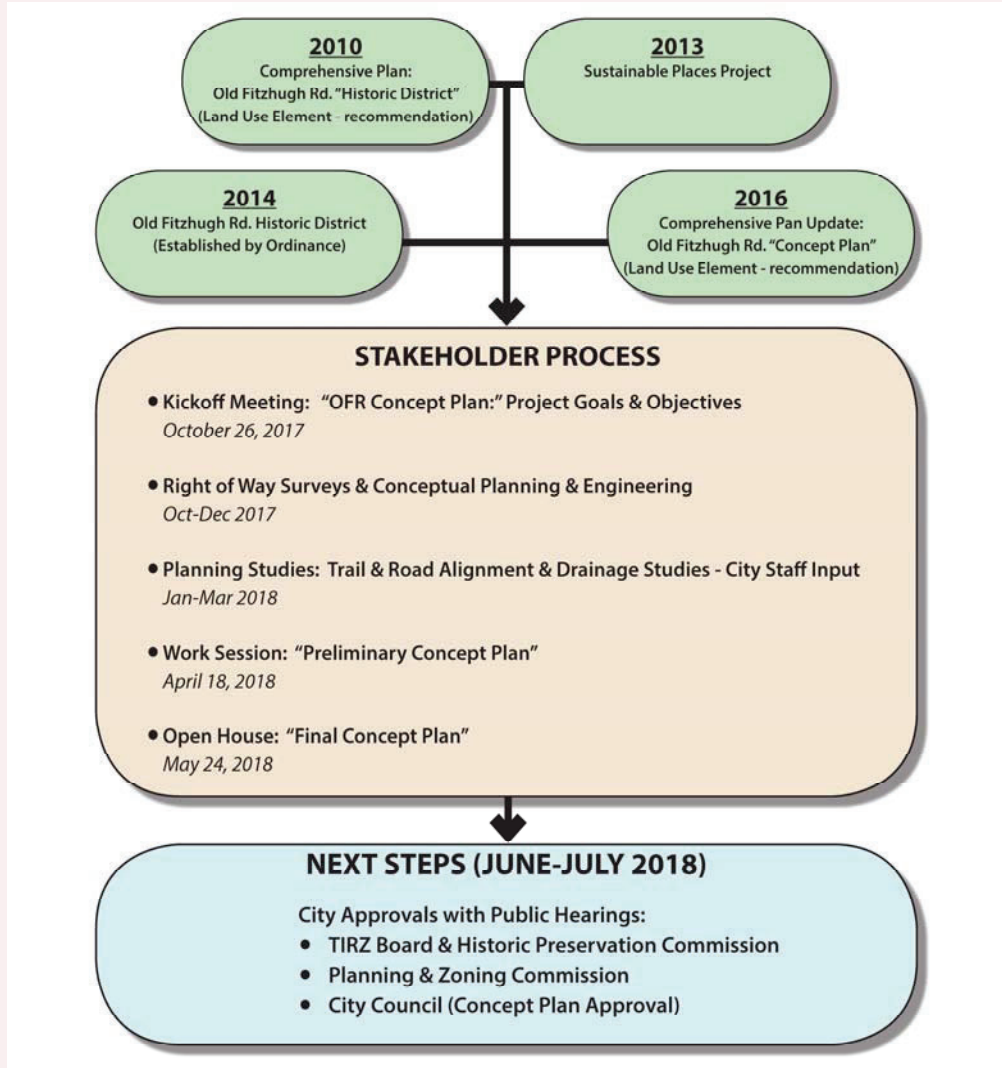 2010
Comprehensive Plan:
Old Fitzhugh Rd. "Historic District"
(Land Use Element - recommendation)
2013
Sustainable Places Project
2014
Old Fitzhugh Rd. Historic District
(Established by Ordinance)
2016
Comprehensive Pan Update:
Old Fitzhugh Rd. "Concept Plan"
(Land Use Element - recommendation)
STAKEHOLDER PROCESS
• Kickoff Meeting: "OFR Concept Plan:" Project Goals & Objectives
October 26, 2017
• Right of Way Surveys & Conceptual Planning & Engineering
Oct-Dec 2017
• Planning Studies: Trail & Road Alignment & Drainage Studies - City Staff Input
Jan-Mar 2018
• Work Session: "Preliminary Concept Plan"
April 18, 2018
• Open House: "Final Concept Plan"
May 24, 2018
NEXT STEPS (JUNE-JULY 2018)
City Approvals with Public Hearings:
• TIRZ Board & Historic Preservation Commission
• Planning & Zoning Commission
• City Council (Concept Plan Approval)